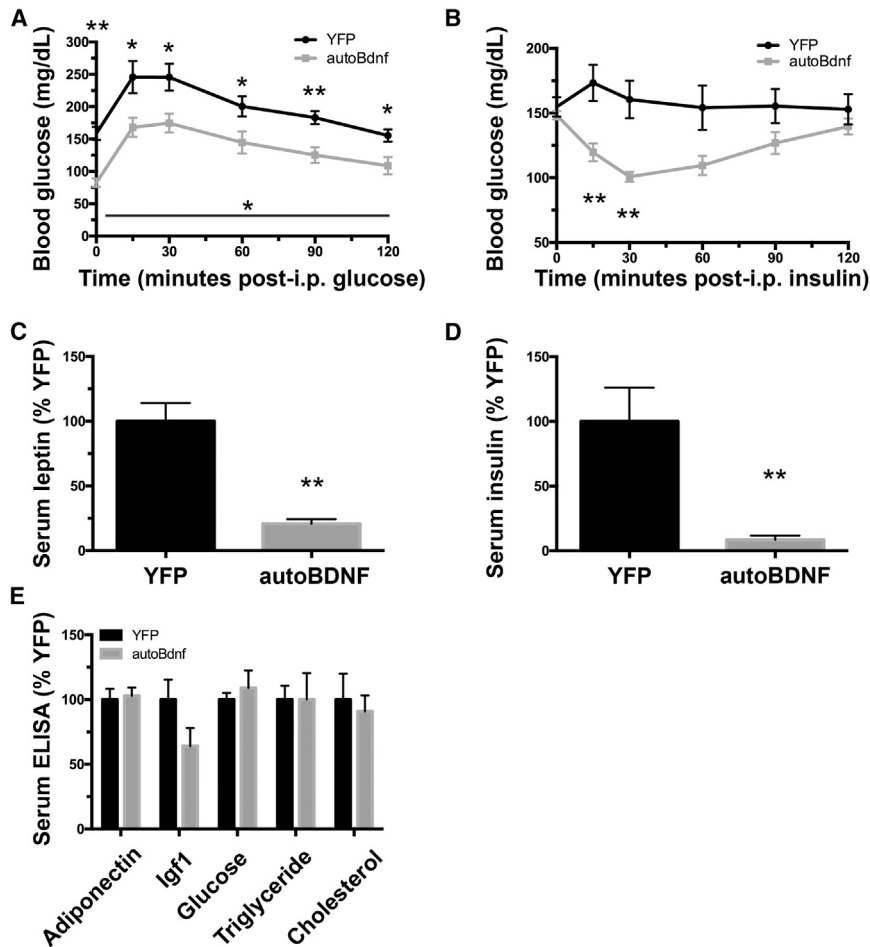 A
Blood glucose (mg/dL)
300
250
200
150
100
50
0
**
*
*
*
**
*
*
YFP
autoBdnf
0 30 60 90 120
Time (minutes post-i.p. glucose)
B
Blood glucose (mg/dL)
200
150
100
50
YFP
autoBdnf
**
**
0 30 60 90 120
Time (minutes post-i.p. insulin)
C
Serum leptin (% YFP)
150
100
50
0
**
YFP autoBDNF
D
Serum insulin (% YFP)
150
100
50
0
**
YFP autoBDNF
E
Serum ELISA (% YFP)
150
100
50
0
YFP
autoBdnf
Adiponectin
Igf1
Glucose
Triglyceride
Cholesterol